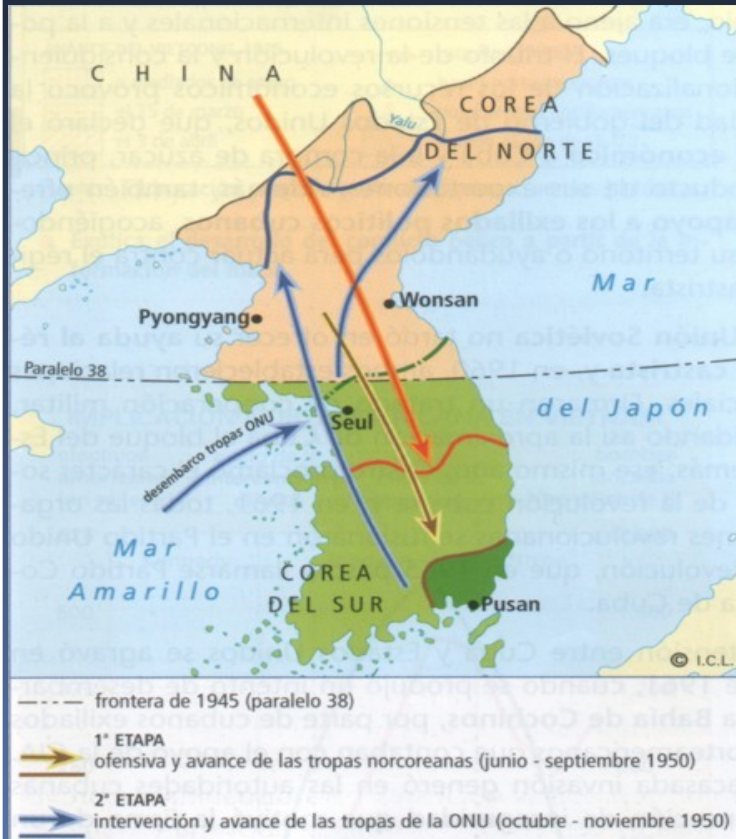 CHINA
COREA
DEL NORTE
Yalu
Mar
Wonsan
Pyongyang
Paralelo 38
Seul
del Japón
desembarco tropas ONU
Mar
Amarillo
COREA
DEL SUR
Pusan
© I.C.L.
frontera de 1945 (paralelo 38)
1ª ETAPA
ofensiva y avance de las tropas norcoreanas (junio - septiembre 1950)
2ª ETAPA
intervención y avance de las tropas de la ONU (octubre - noviembre 1950)